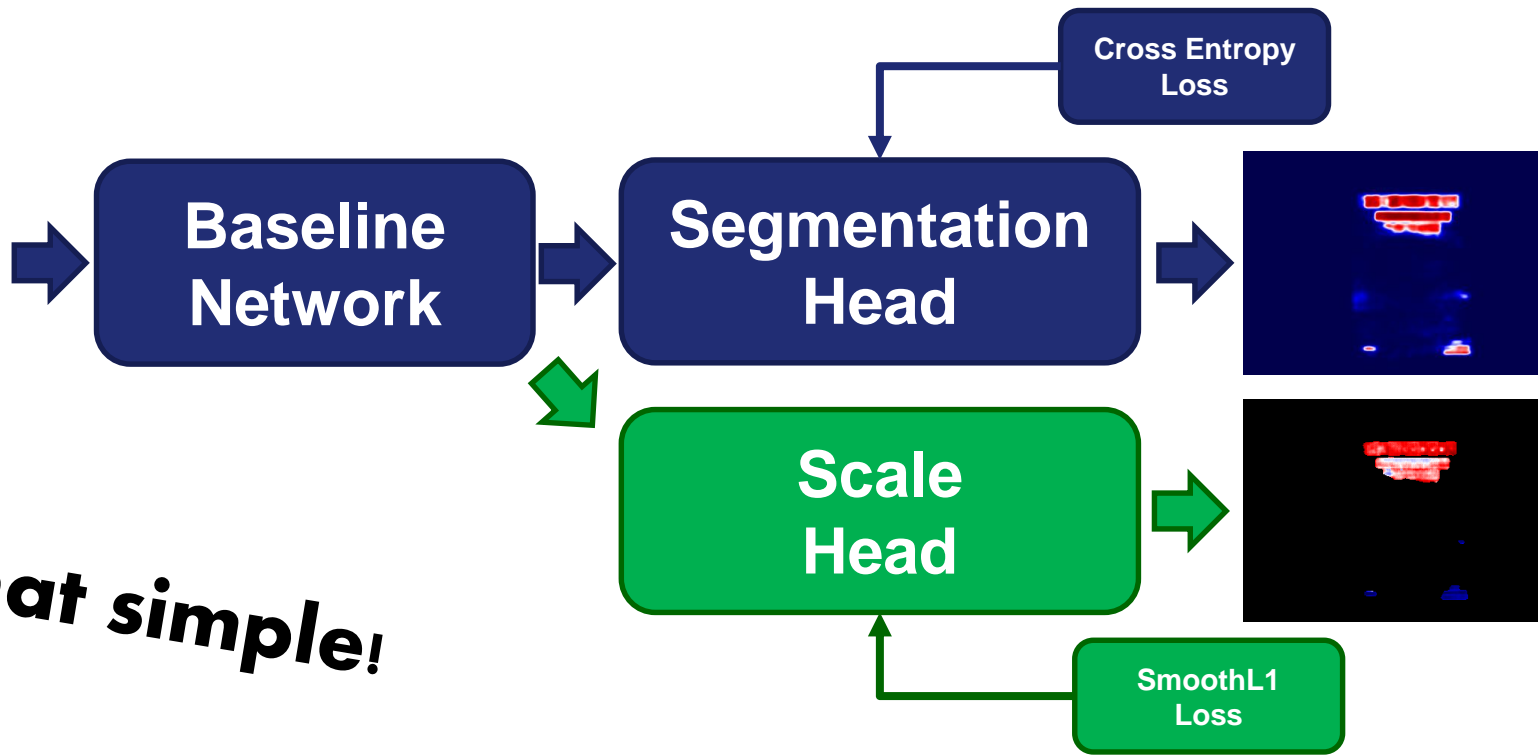 Cross Entropy
Loss
Baseline
Network
Segmentation
Head
Scale
Head
simple!
SmoothL1
Loss